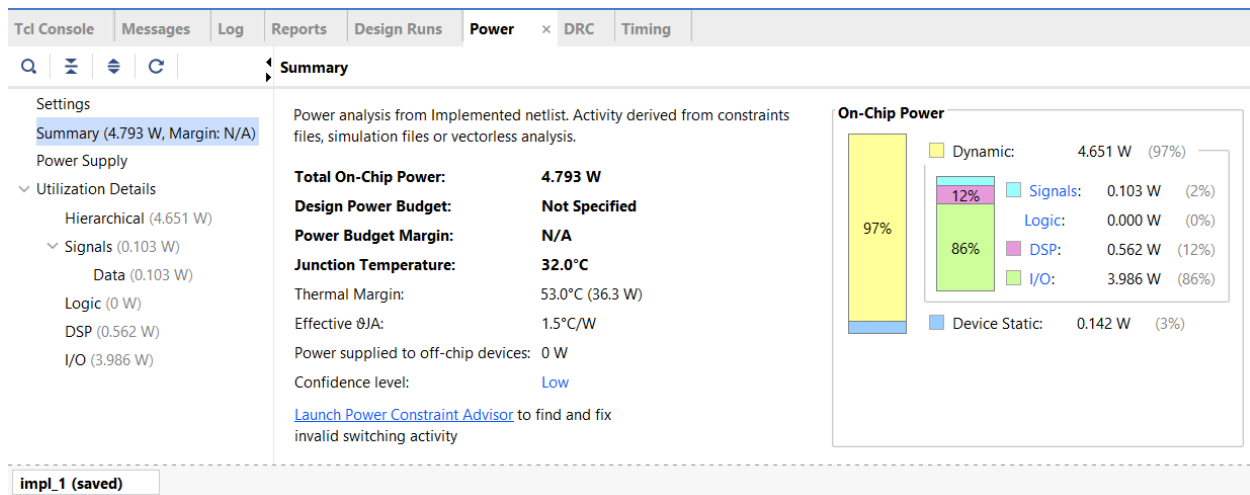 Tcl Console Messages Log Reports Design Runs Power × DRC Timing
Summary
Settings
Summary (4.793 W, Margin: N/A)
Power Supply
Utilization Details
Hierarchical (4.651 W)
Signals (0.103 W)
Data (0.103 W)
Logic (0 W)
DSP (0.562 W)
I/O (3.986 W)
Power analysis from Implemented netlist. Activity derived from constraints
files, simulation files or vectorless analysis.
Total On-Chip Power: 4.793 W
Design Power Budget: Not Specified
Power Budget Margin: N/A
Junction Temperature: 32.0°C
Thermal Margin: 53.0°C (36.3 W)
Effective ϑJA: 1.5°C/W
Power supplied to off-chip devices: 0 W
Confidence level: Low
Launch Power Constraint Advisor to find and fix
invalid switching activity
On-Chip Power
97%
Dynamic: 4.651 W (97%)
12%
86%
Signals: 0.103 W (2%)
Logic: 0.000 W (0%)
DSP: 0.562 W (12%)
I/O: 3.986 W (86%)
Device Static: 0.142 W (3%)
impl_1 (saved)